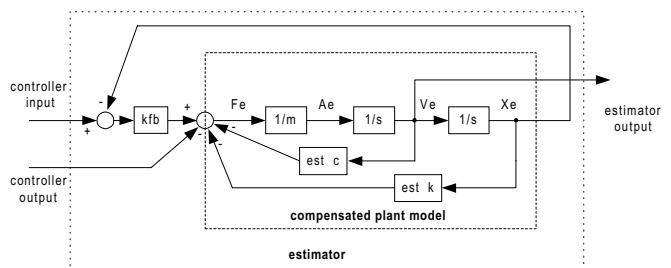 controller
input
-
+
kfb
+
-
-
-
Fe
1/m
Ae
1/s
Ve
1/s
Xe
estimator
output
est c
est k
controller
output
compensated plant model
estimator